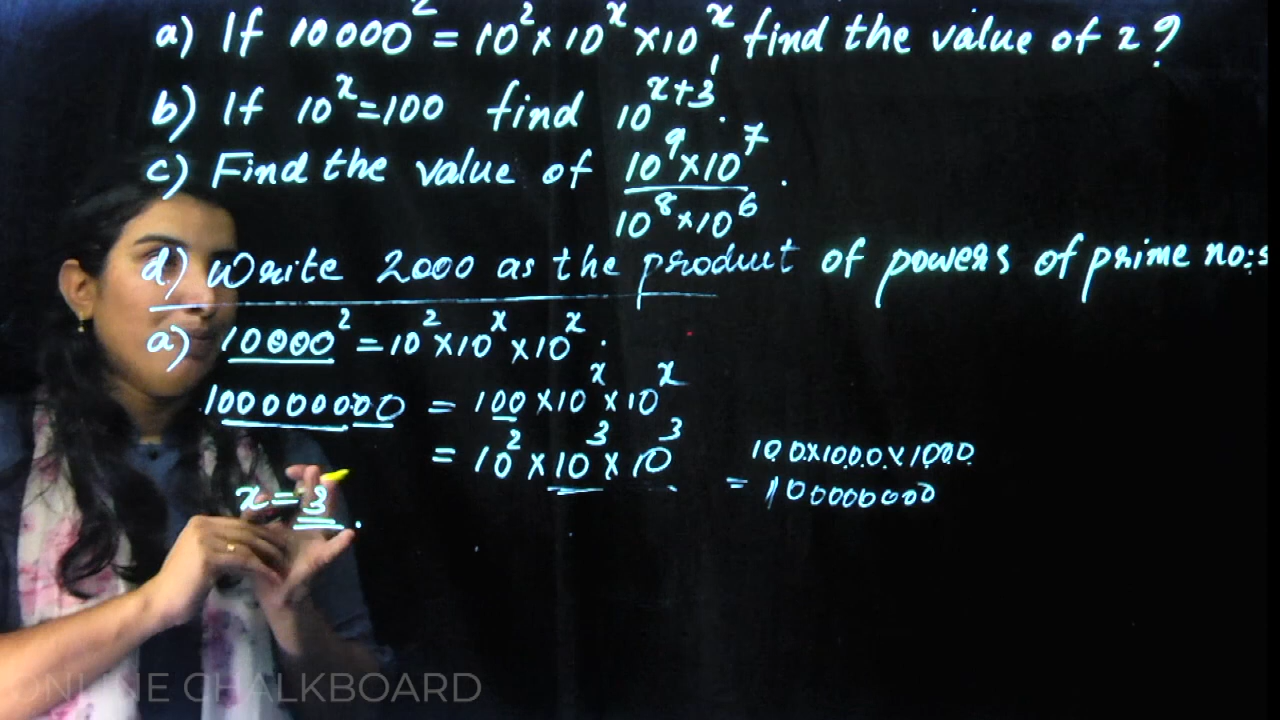 a) If 10000² = 10² × 10ˣ × 10ˣ, find the value of x?
b) If 10ˣ = 100 find 10ˣ⁺³.
c) Find the value of 10⁹ × 10⁷ / 10⁸ × 10⁶.
d) Write 2000 as the product of powers of prime no:s
a) 10000² = 10² × 10ˣ × 10ˣ.
100000000 = 100 × 10ˣ × 10ˣ
= 10² × 10³ × 10³
x = 3.
100 × 1000 × 1000
= 100000000
ONLINE CHALKBOARD